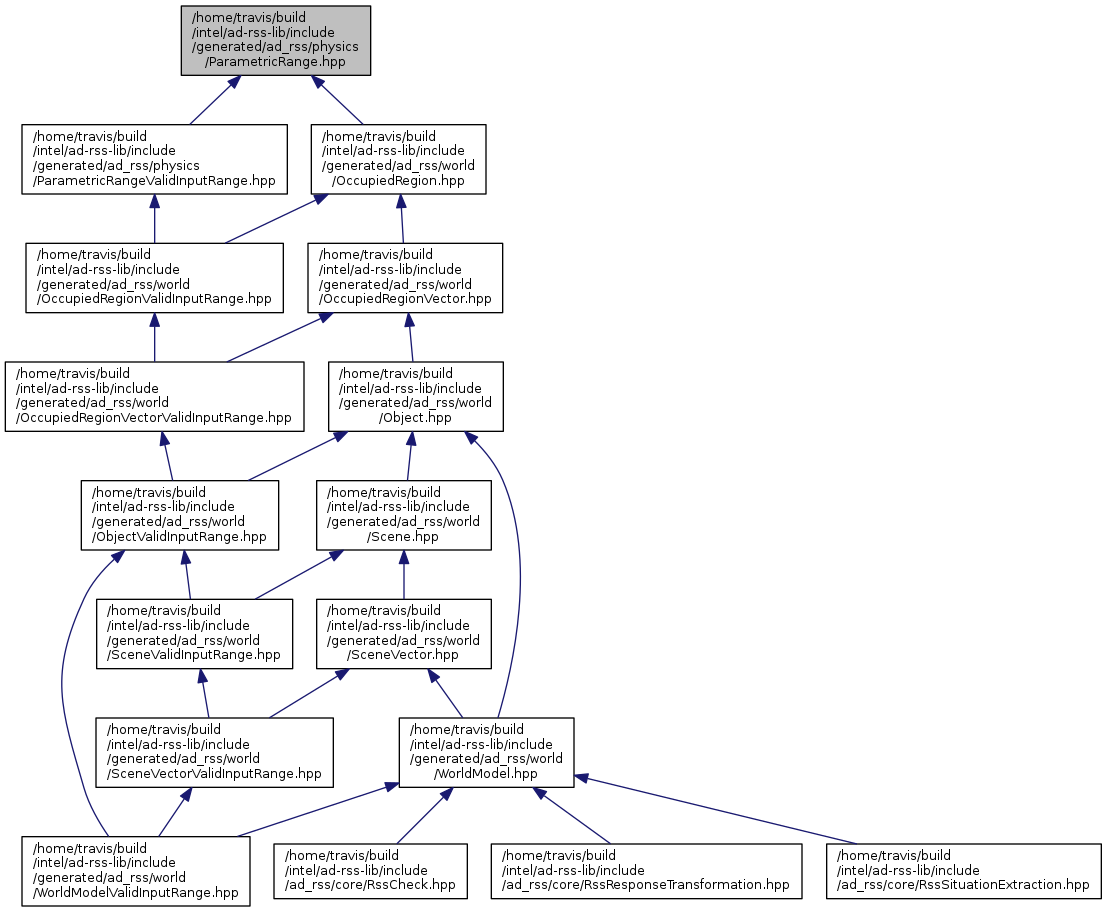 /home/travis/build
/intel/ad-rss-lib/include
/generated/ad_rss/physics
/ParametricRange.hpp
/home/travis/build
/intel/ad-rss-lib/include
/generated/ad_rss/physics
/ParametricRangeValidInputRange.hpp
/home/travis/build
/intel/ad-rss-lib/include
/generated/ad_rss/world
/OccupiedRegion.hpp
/home/travis/build
/intel/ad-rss-lib/include
/generated/ad_rss/world
/OccupiedRegionValidInputRange.hpp
/home/travis/build
/intel/ad-rss-lib/include
/generated/ad_rss/world
/OccupiedRegionVector.hpp
/home/travis/build
/intel/ad-rss-lib/include
/generated/ad_rss/world
/OccupiedRegionVectorValidInputRange.hpp
/home/travis/build
/intel/ad-rss-lib/include
/generated/ad_rss/world
/Object.hpp
/home/travis/build
/intel/ad-rss-lib/include
/generated/ad_rss/world
/ObjectValidInputRange.hpp
/home/travis/build
/intel/ad-rss-lib/include
/generated/ad_rss/world
/Scene.hpp
/home/travis/build
/intel/ad-rss-lib/include
/generated/ad_rss/world
/SceneValidInputRange.hpp
/home/travis/build
/intel/ad-rss-lib/include
/generated/ad_rss/world
/SceneVector.hpp
/home/travis/build
/intel/ad-rss-lib/include
/generated/ad_rss/world
/SceneVectorValidInputRange.hpp
/home/travis/build
/intel/ad-rss-lib/include
/generated/ad_rss/world
/WorldModel.hpp
/home/travis/build
/intel/ad-rss-lib/include
/generated/ad_rss/world
/WorldModelValidInputRange.hpp
/home/travis/build
/intel/ad-rss-lib/include
/ad_rss/core/RssCheck.hpp
/home/travis/build
/intel/ad-rss-lib/include
/ad_rss/core/RssResponseTransformation.hpp
/home/travis/build
/intel/ad-rss-lib/include
/ad_rss/core/RssSituationExtraction.hpp